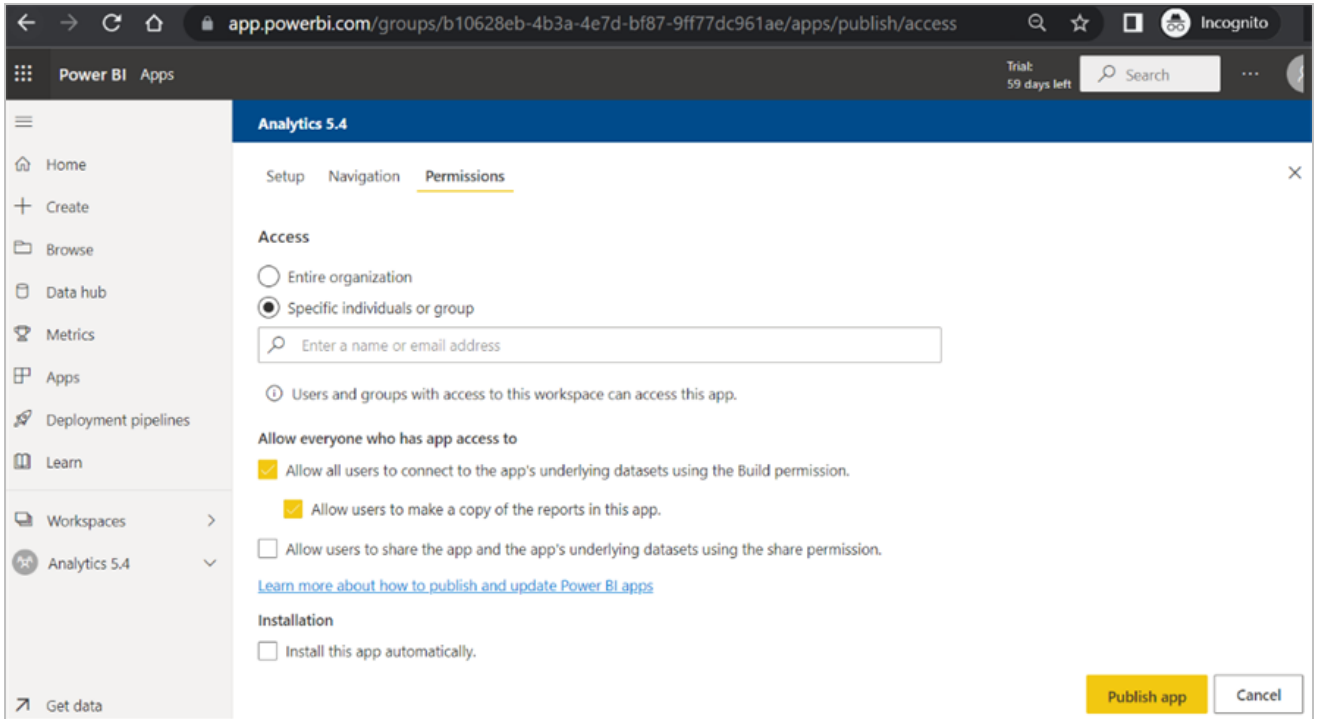 app.powerbi.com/groups/b10628eb-4b3a-4e7d-bf87-9ff77dc961ae/apps/publish/access
Incognito
Power BI Apps
Trial:
59 days left
Search
Analytics 5.4
Home
Create
Browse
Data hub
Metrics
Apps
Deployment pipelines
Learn
Workspaces
Analytics 5.4
Get data
Setup Navigation Permissions
Access
Entire organization
Specific individuals or group
Enter a name or email address
Users and groups with access to this workspace can access this app.
Allow everyone who has app access to
Allow all users to connect to the app's underlying datasets using the Build permission.
Allow users to make a copy of the reports in this app.
Allow users to share the app and the app's underlying datasets using the share permission.
Learn more about how to publish and update Power BI apps
Installation
Install this app automatically.
Publish app
Cancel